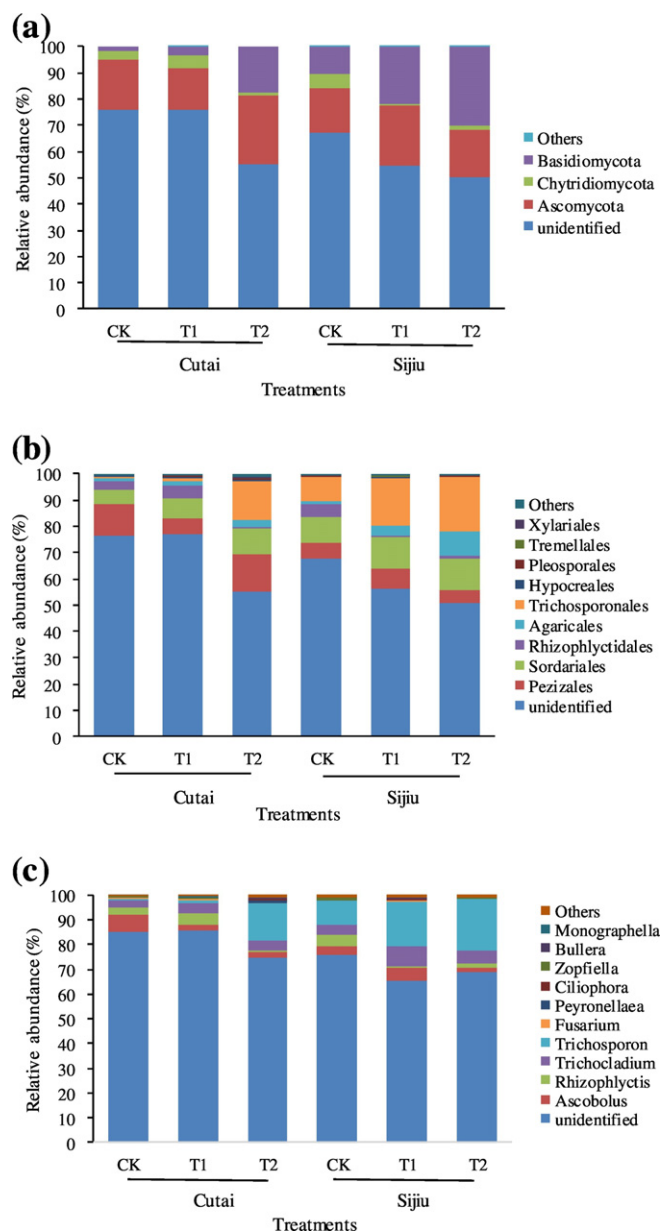 (a)
100
90
80
70
60
50
40
30
20
10
0
Relative abundance (%)
Others
Basidiomycota
Chytridiomycota
Ascomycota
unidentified
CK T1 T2 CK T1 T2
Cutai Sijiu
Treatments
(b)
100
90
80
70
60
50
40
30
20
10
0
Relative abundance (%)
Others
Xylariales
Tremellales
Pleosporales
Hypocreales
Trichosporonales
Agaricales
Rhizophlyctidales
Sordariales
Pezizales
unidentified
CK T1 T2 CK T1 T2
Cutai Sijiu
Treatments
(c)
100
90
80
70
60
50
40
30
20
10
0
Relative abundance (%)
Others
Monographella
Bullera
Zopfiella
Ciliophora
Peyronellaea
Fusarium
Trichosporon
Trichocladium
Rhizophlyctis
Ascobolus
unidentified
CK T1 T2 CK T1 T2
Cutai Sijiu
Treatments